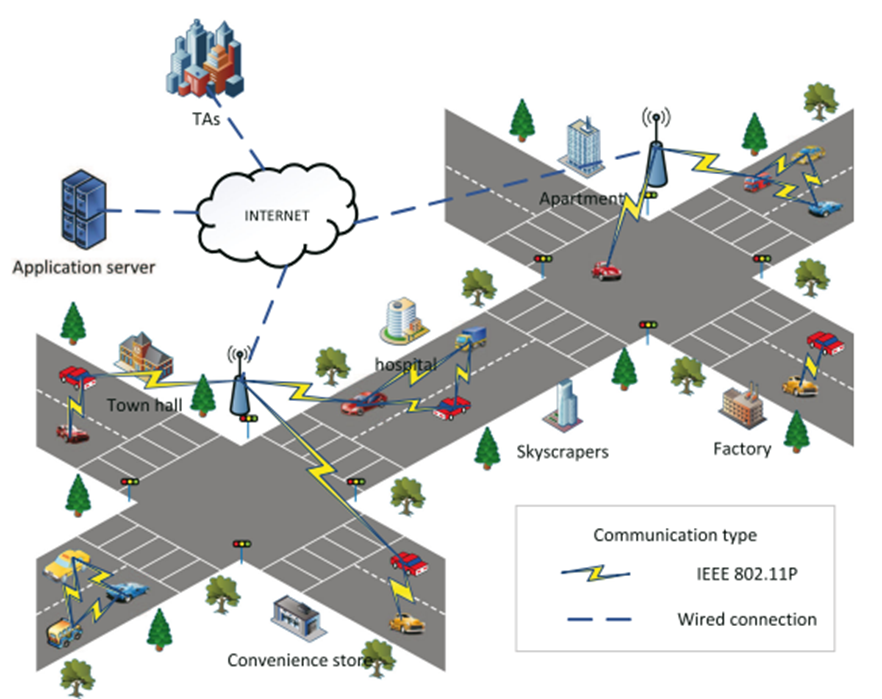 TAs
INTERNET
Apartment
Application server
hospital
Town hall
Skyscrapers
Factory
Communication type
IEEE 802.11P
Wired connection
Convenience store